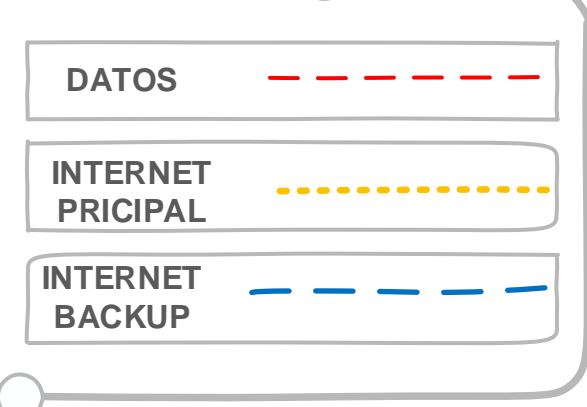 DATOS
INTERNET
PRICIPAL
INTERNET
BACKUP